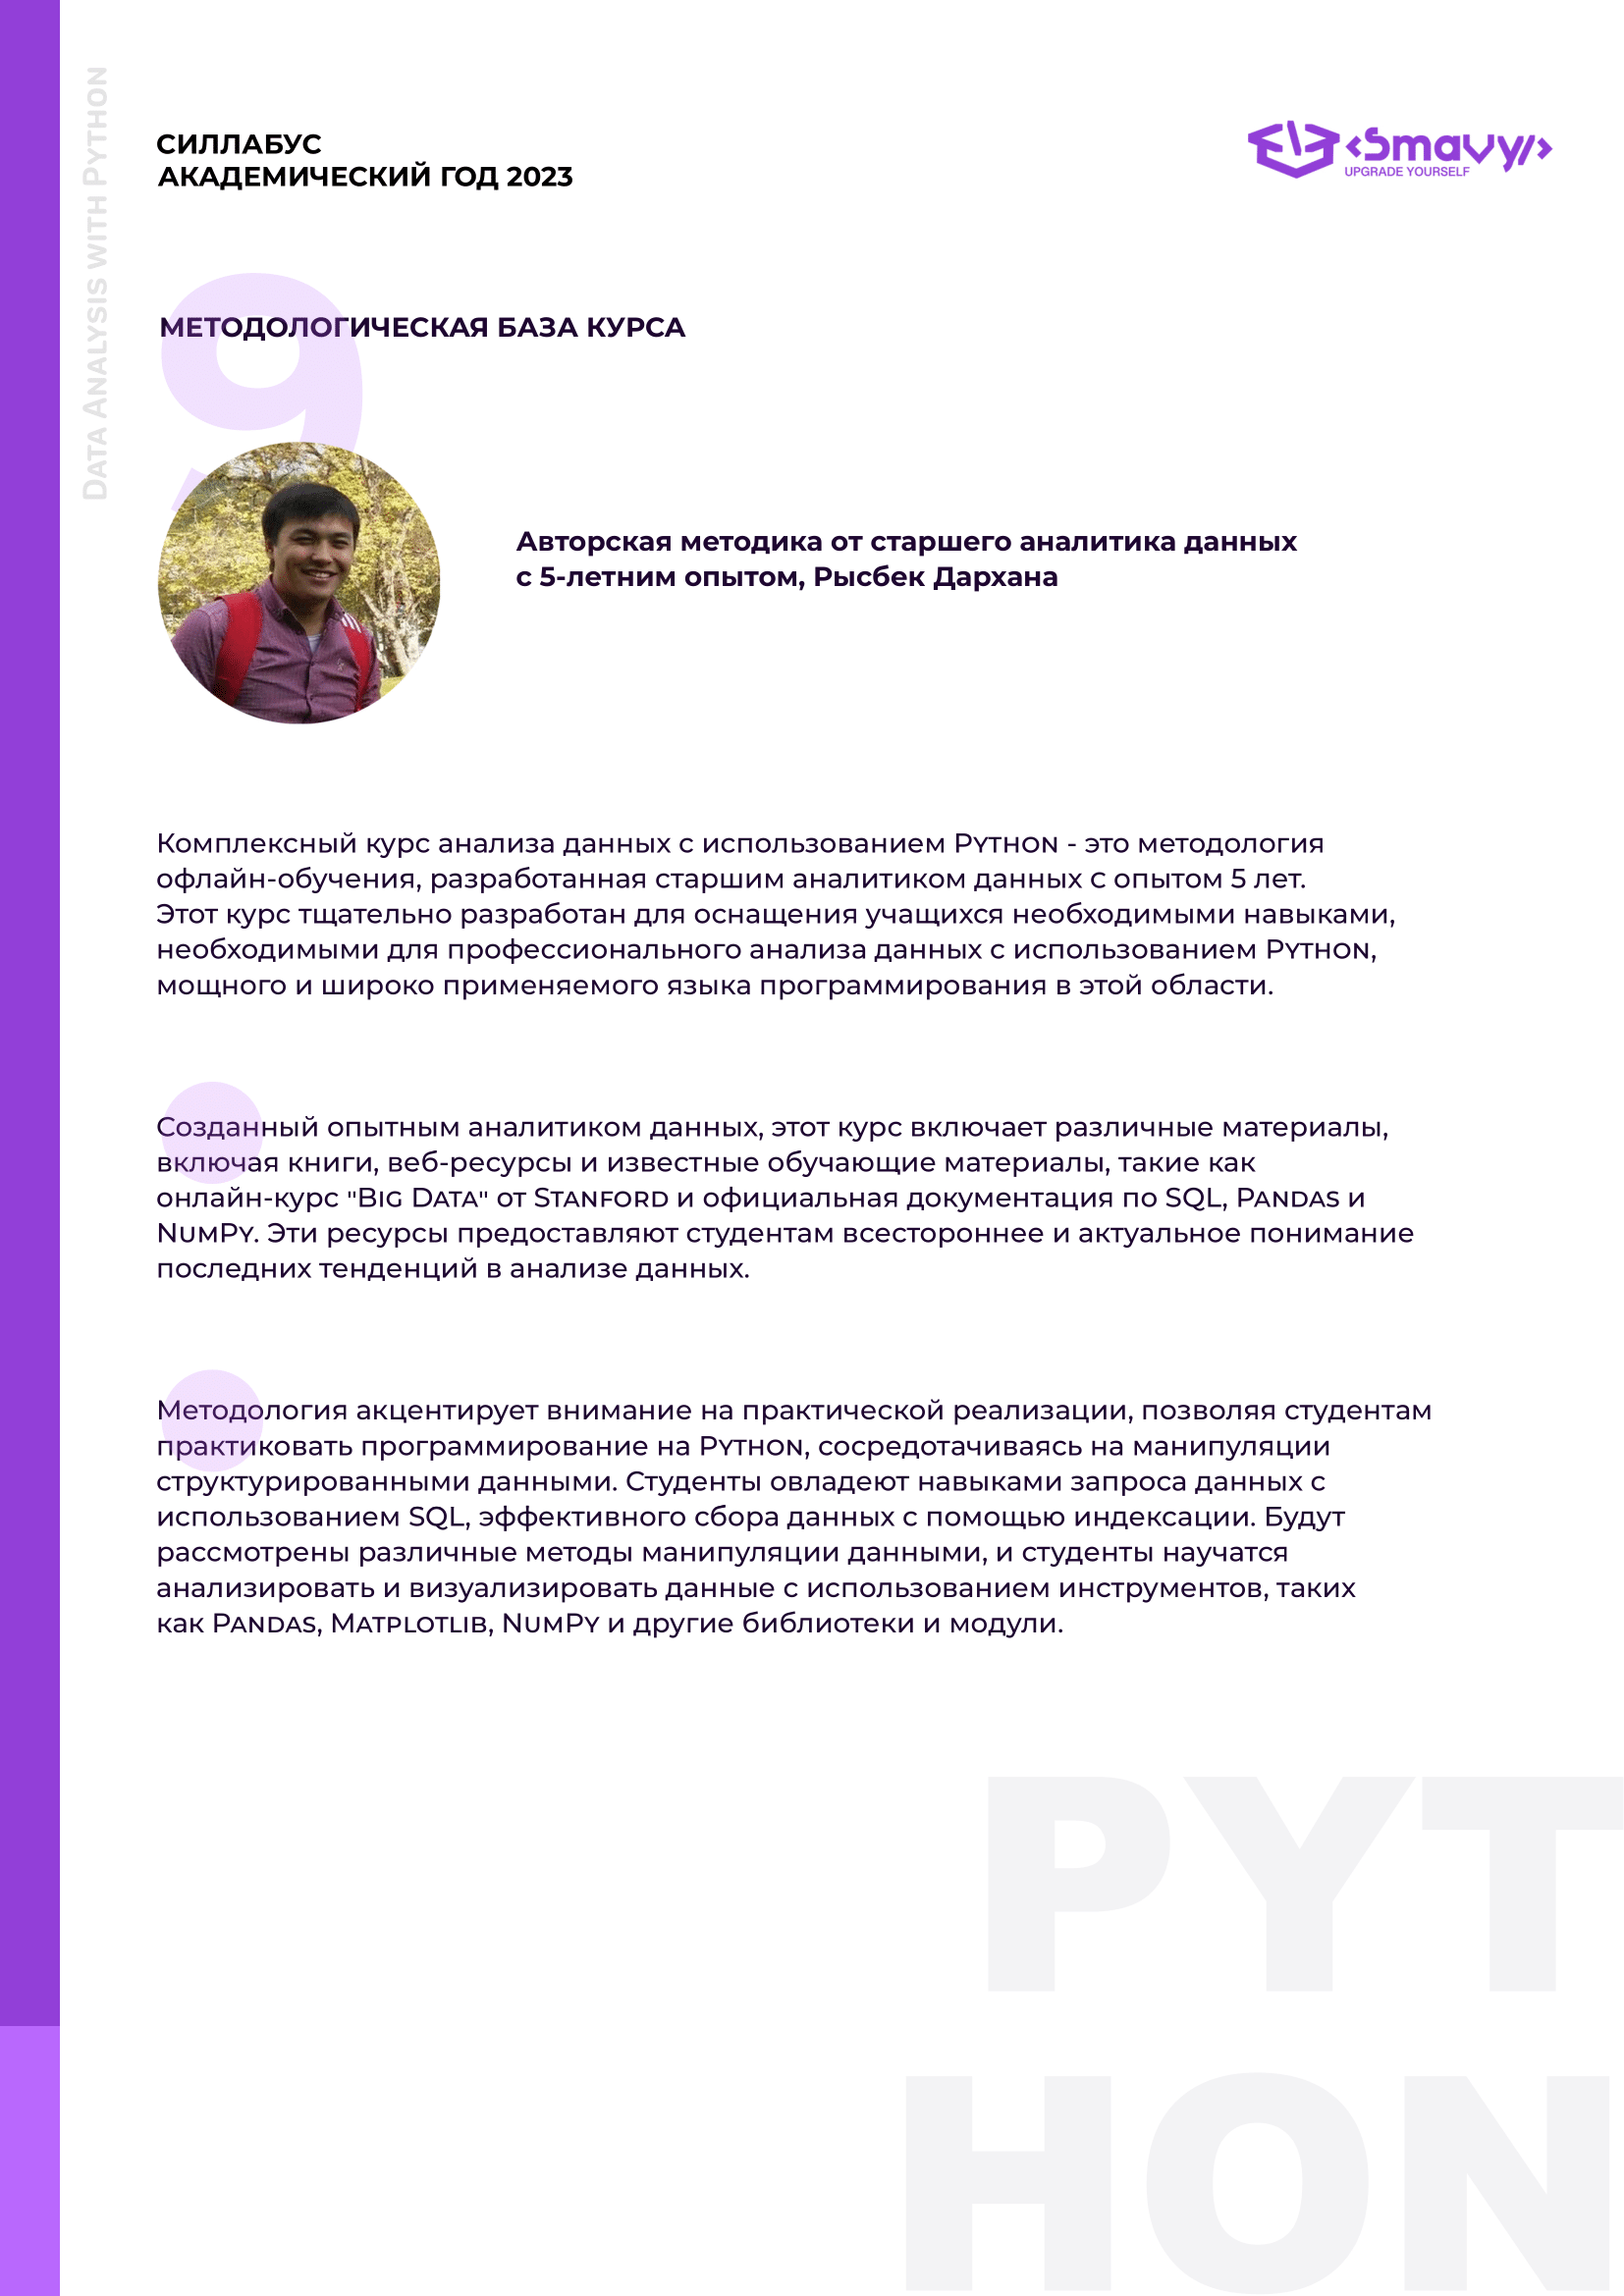 Data Analysis with Python
СИЛЛАБУС
АКАДЕМИЧЕСКИЙ ГОД 2023
<Smavy/>
UPGRADE YOURSELF
9
МЕТОДОЛОГИЧЕСКАЯ БАЗА КУРСА
Авторская методика от старшего аналитика данных
с 5-летним опытом, Рысбек Дархана
Комплексный курс анализа данных с использованием Python - это методология
офлайн-обучения, разработанная старшим аналитиком данных с опытом 5 лет.
Этот курс тщательно разработан для оснащения учащихся необходимыми навыками,
необходимыми для профессионального анализа данных с использованием Python,
мощного и широко применяемого языка программирования в этой области.
Созданный опытным аналитиком данных, этот курс включает различные материалы,
включая книги, веб-ресурсы и известные обучающие материалы, такие как
онлайн-курс "Big Data" от Stanford и официальная документация по SQL, Pandas и
NumPy. Эти ресурсы предоставляют студентам всестороннее и актуальное понимание
последних тенденций в анализе данных.
Методология акцентирует внимание на практической реализации, позволяя студентам
практиковать программирование на Python, сосредотачиваясь на манипуляции
структурированными данными. Студенты овладеют навыками запроса данных с
использованием SQL, эффективного сбора данных с помощью индексации. Будут
рассмотрены различные методы манипуляции данными, и студенты научатся
анализировать и визуализировать данные с использованием инструментов, таких
как Pandas, Matplotlib, NumPy и другие библиотеки и модули.
PYT
HON